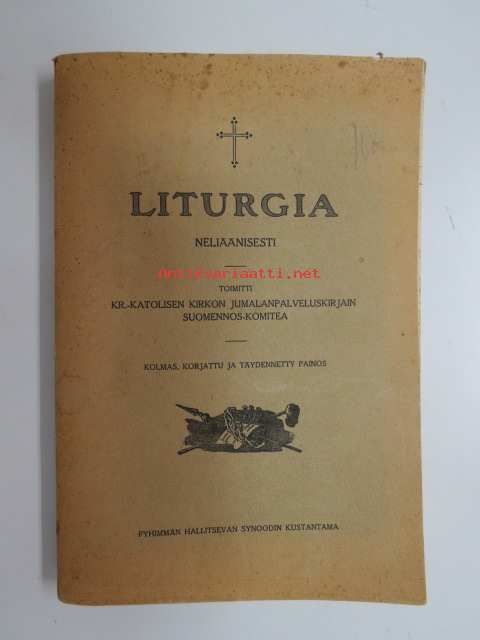 LITURGIA
NELIÄÄNISESTI
Antikvariaatti.net
TOIMITTI
KR.-KATOLISEN KIRKON JUMALANPALVELUSKIRJAIN
SUOMENNOS-KOMITEA
KOLMAS, KORJATTU JA TÄYDENNETTY PAINOS
PYHIMMÄN HALLITSEVAN SYNOODIN KUSTANTAMA